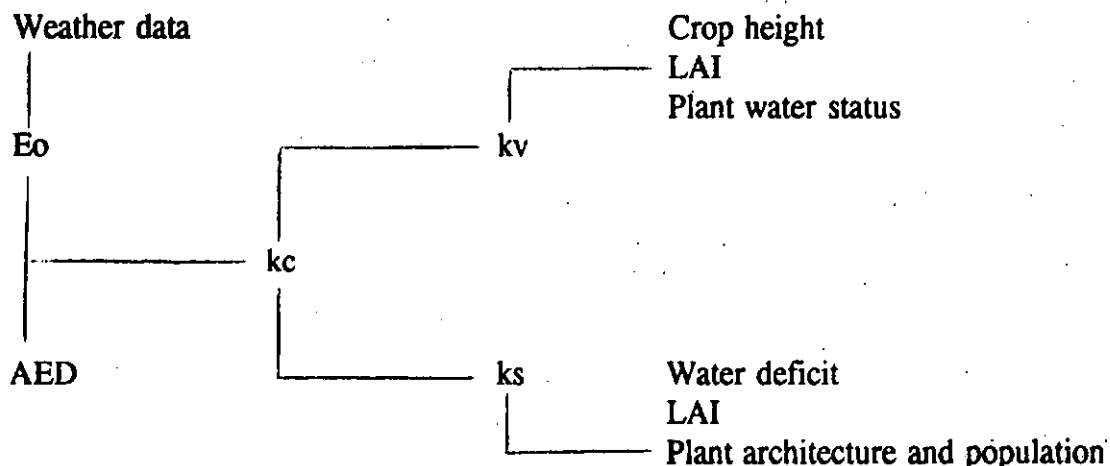 Weather data
Crop height
LAI
Plant water status
Eo
kv
kc
AED
ks
Water deficit
LAI
Plant architecture and population